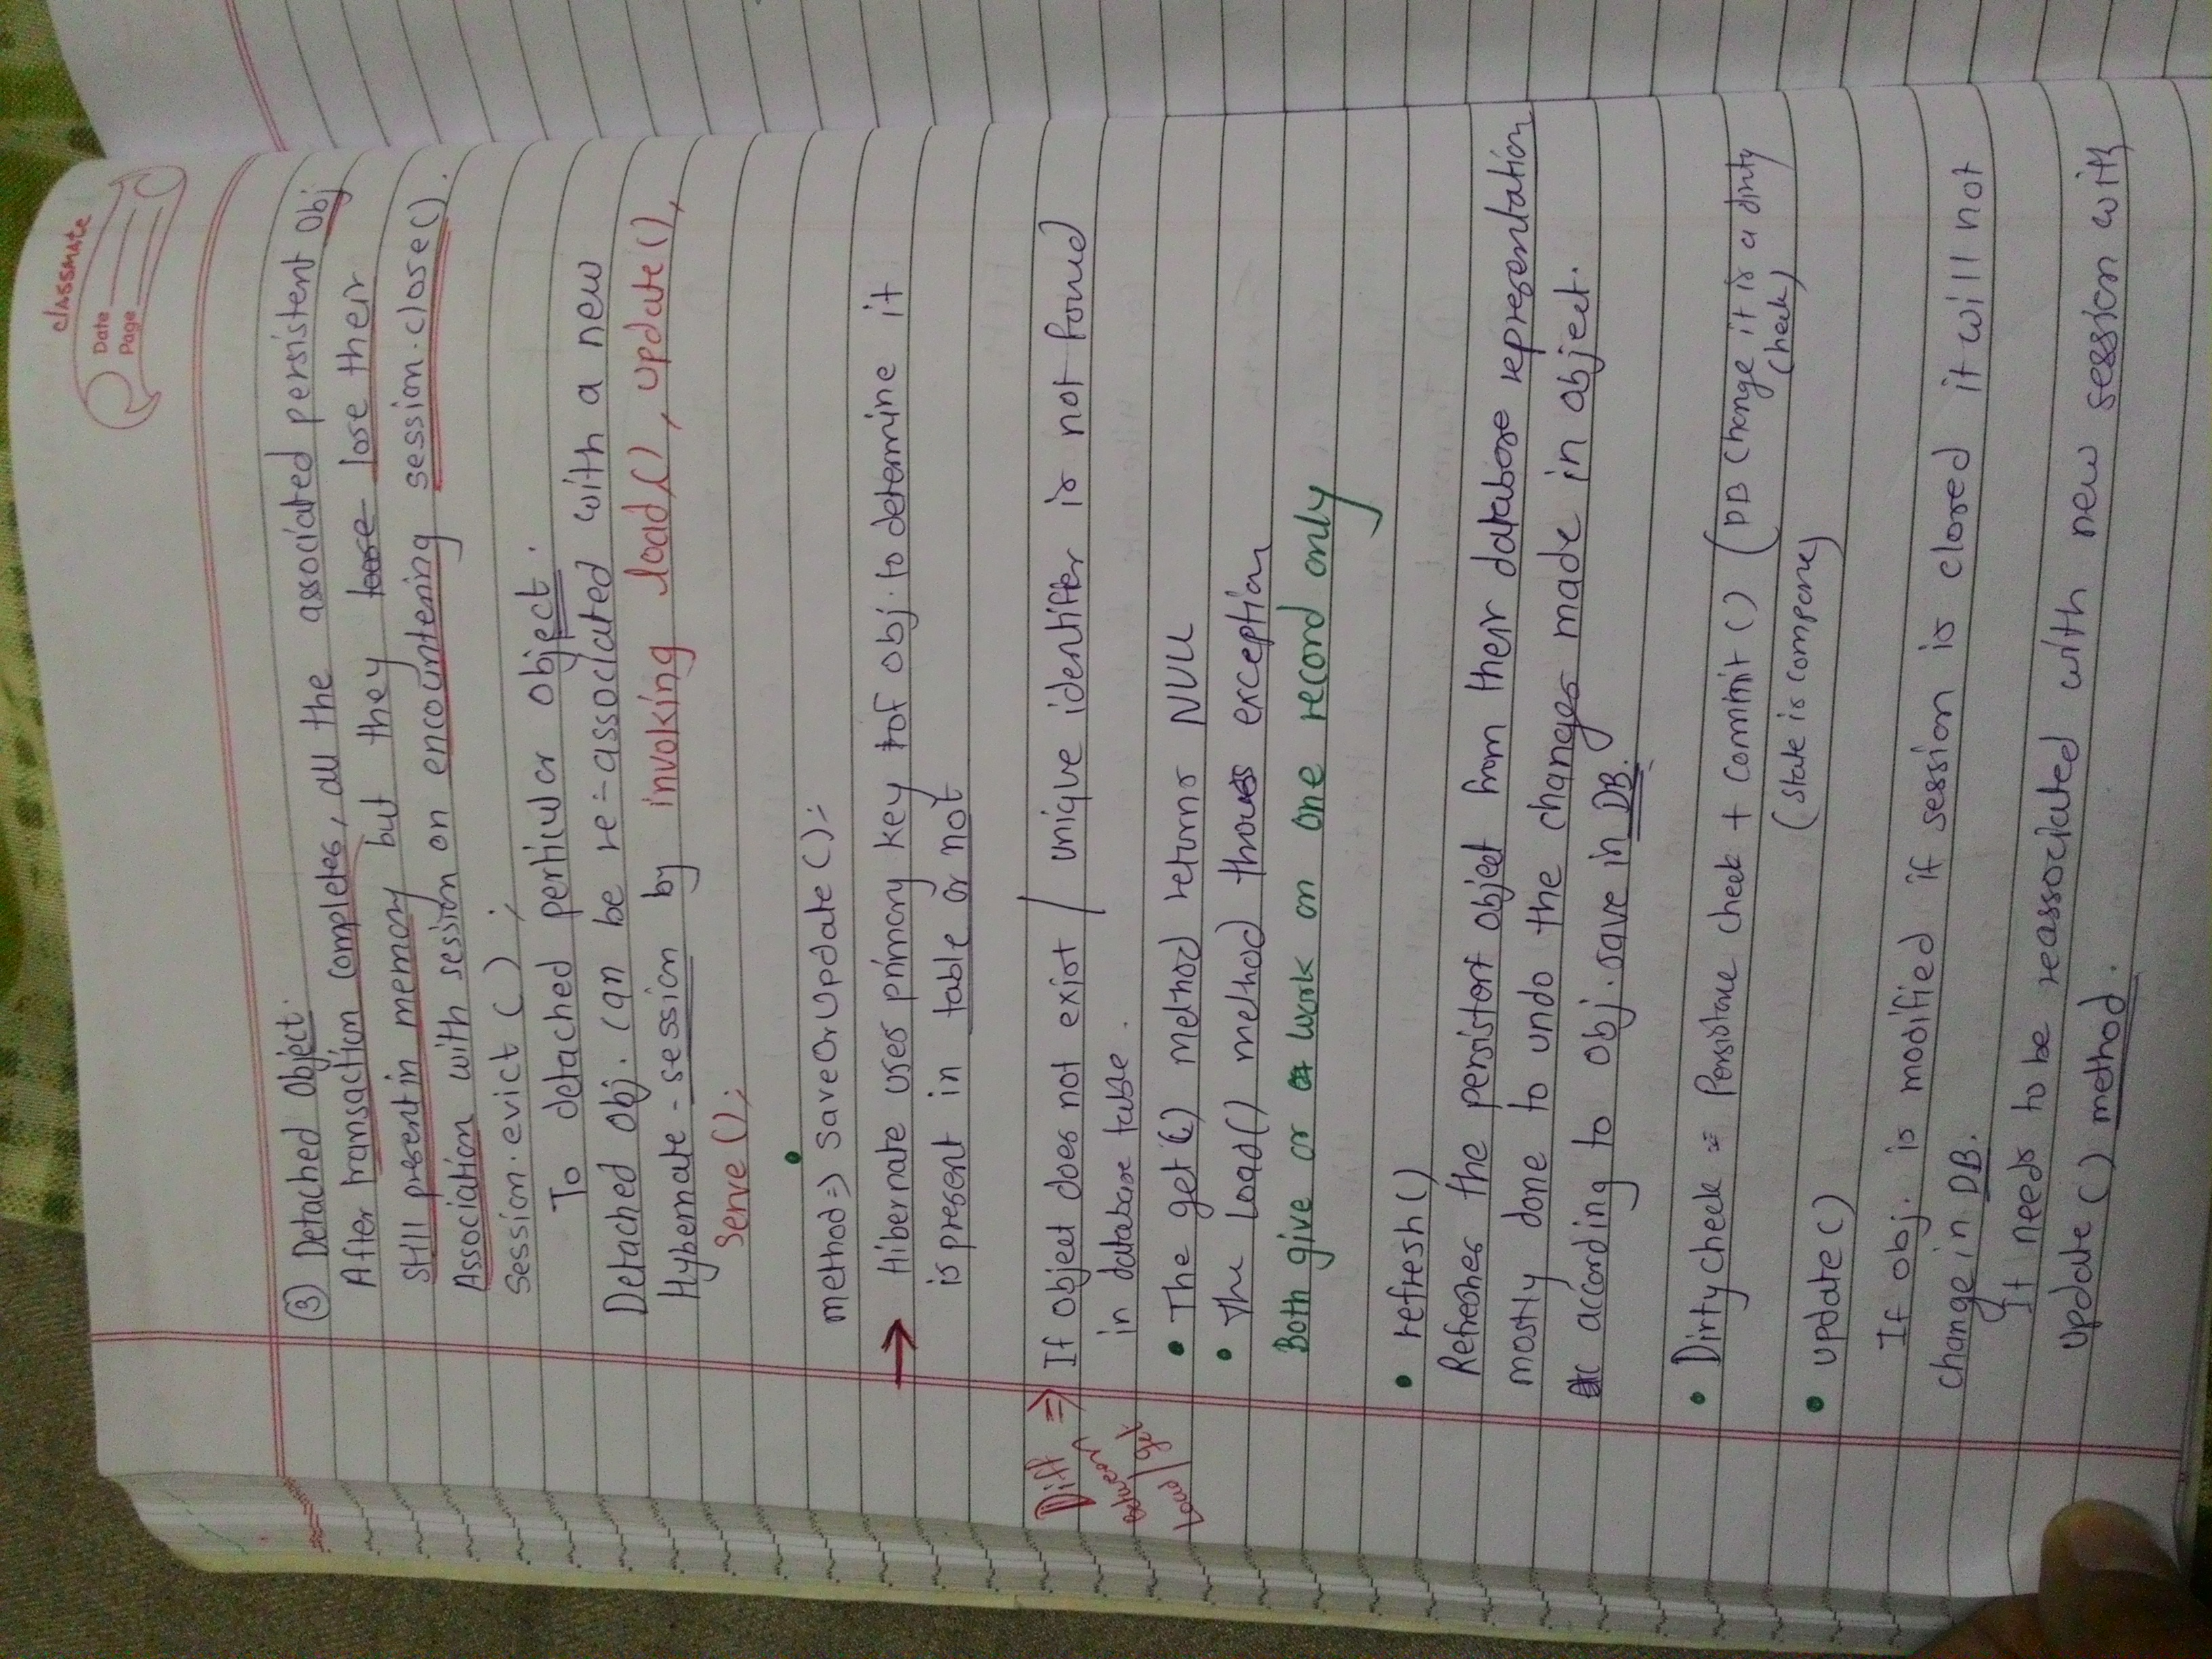 classmate
Date
Page
③ Detached Object.
After transaction completes, all the associated persistent obj
still present in memory but they loose lose their
Association with session on encountering session.close().
Session.evict ( ) ;
To detached perticular object.
Detached obj. can be re-associated with a new
Hybernate - session by invoking load(), update(),
Serve ();
method => SaveOrUpdate ();
→ Hibernate uses primary key tof obj. to determine it
is present in table or not
Diff Between Load/get
⇒ If object does not exist / unique identifier is not found
in database table.
• The get () method returns NULL
• The Load() method throws exception
Both give or work on one record only
• refresh ()
Refreshes the persistent object from their database representation
mostly done to undo the changes made in object.
according to obj. save in DB.
• Dirty check = Persistance check + commit () (DB change it is a dirty
check)
(state is compare)
• update ()
If obj. is modified if session is closed it will not
change in DB.
It needs to be reassociated with new session with
update () method.